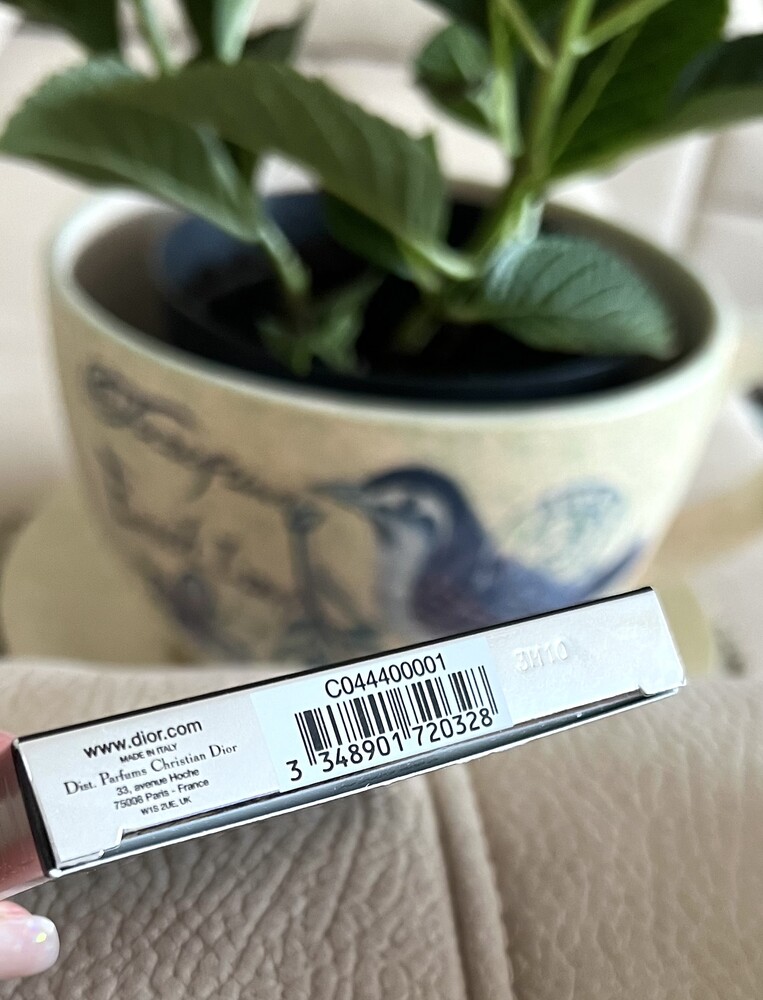 www.dior.com
MADE IN ITALY
Dist. Parfums Christian Dior
33, avenue Hoche
75008 Paris - France
W1S 2UE, UK
C044400001
3 348901 720328
3M10